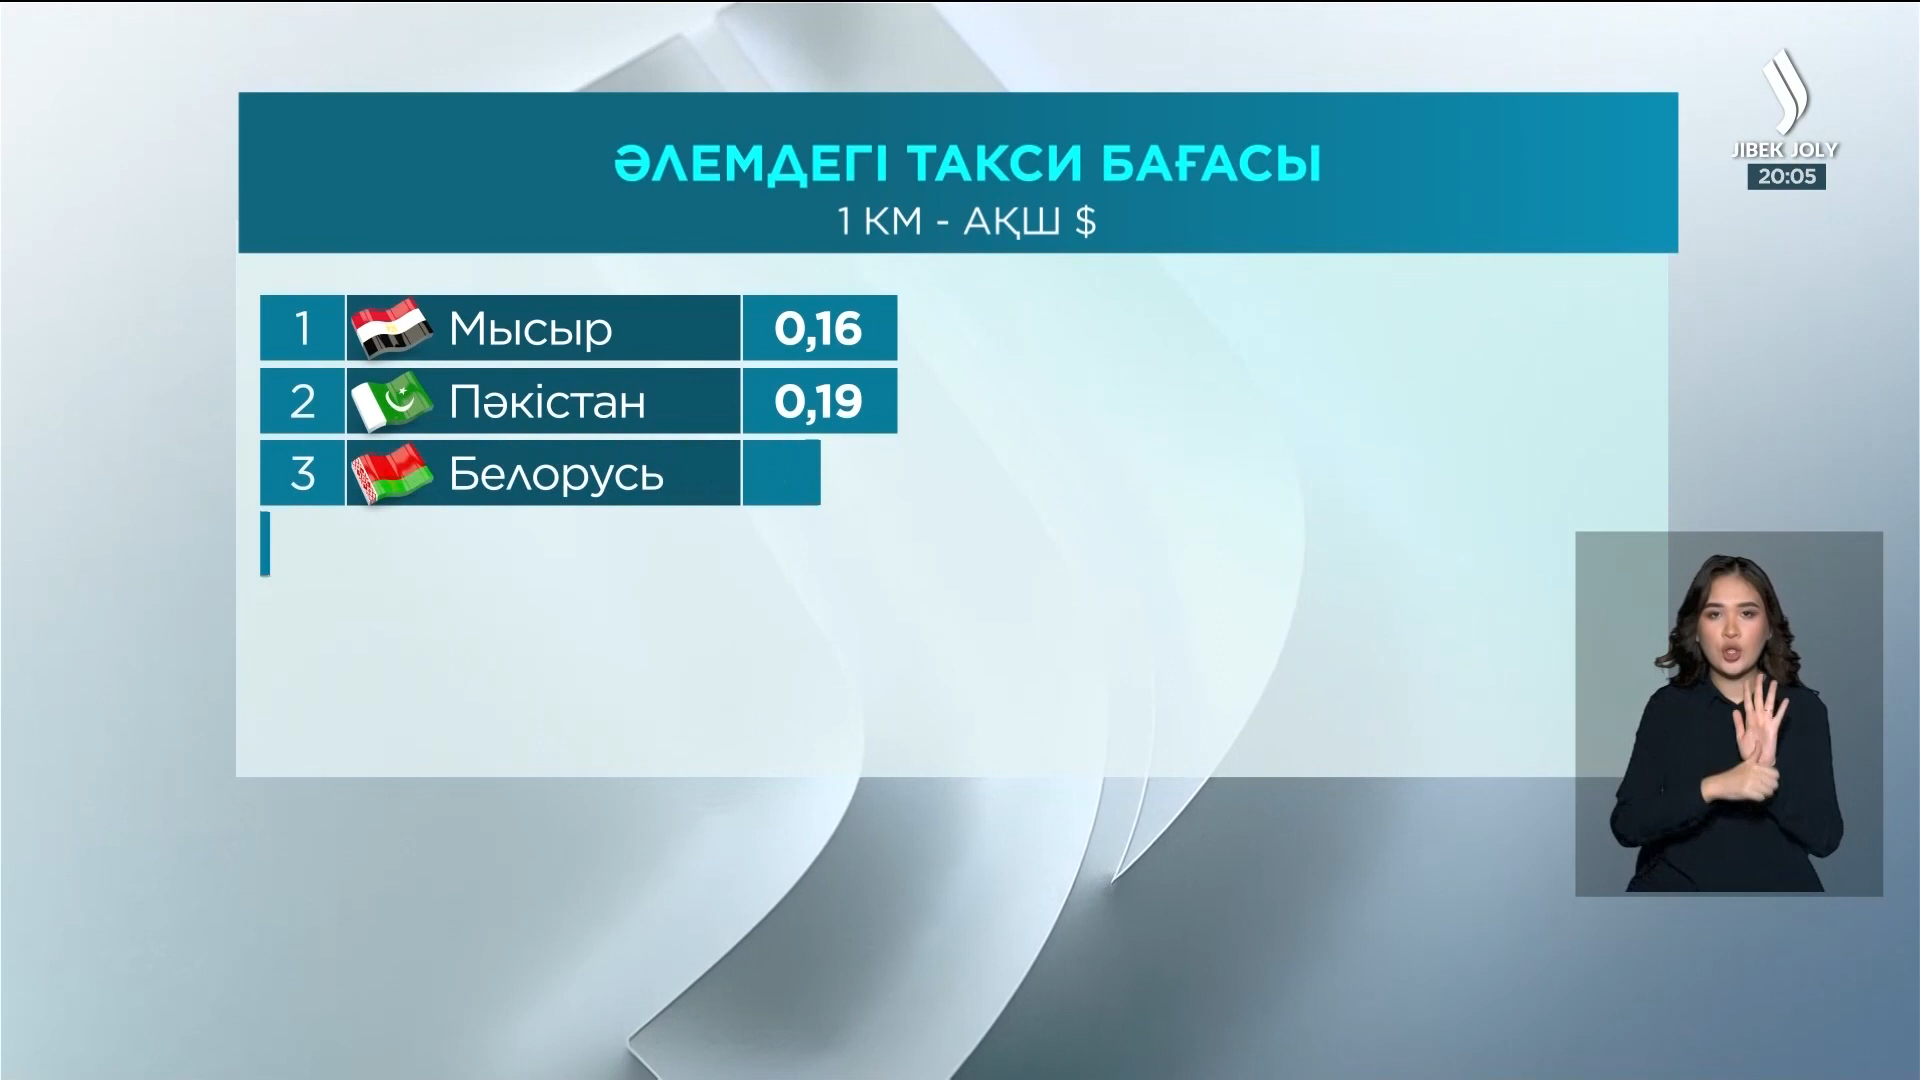 ӘЛЕМДЕГІ ТАКСИ БАҒАСЫ
1 КМ - АҚШ $
JIBEK JOLY
20:05
1 Мысыр 0,16
2 Пәкістан 0,19
3 Белорусь